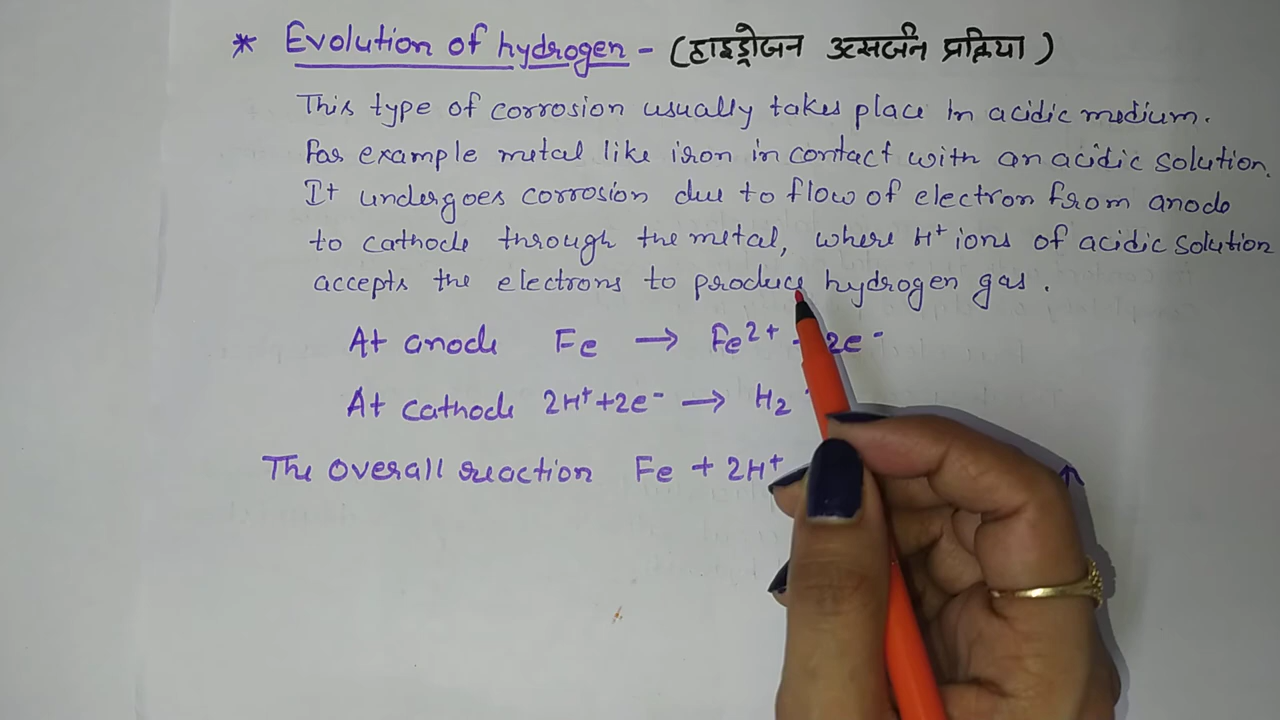 * Evolution of hydrogen - (हाइड्रोजन उत्सर्जन प्रक्रिया)
This type of corrosion usually takes place in acidic medium.
For example metal like iron in contact with an acidic solution.
It undergoes corrosion due to flow of electron from anode
to cathode through the metal, where H⁺ ions of acidic solution
accepts the electrons to produce hydrogen gas.
At anode Fe → Fe²⁺ + 2e⁻
At cathode 2H⁺+2e⁻ → H₂
The overall reaction Fe + 2H⁺ ↑